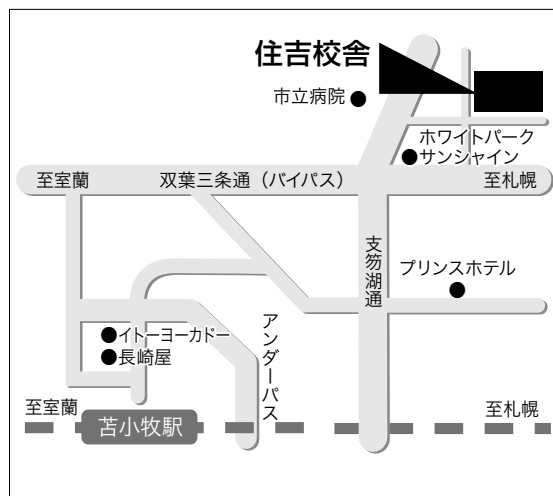 住吉校舎
市立病院
ホワイトパーク
サンシャイン
至室蘭
双葉三条通（バイパス）
至札幌
支笏湖通
プリンスホテル
アンダーパス
イトーヨーカドー
長崎屋
至室蘭
苫小牧駅
至札幌